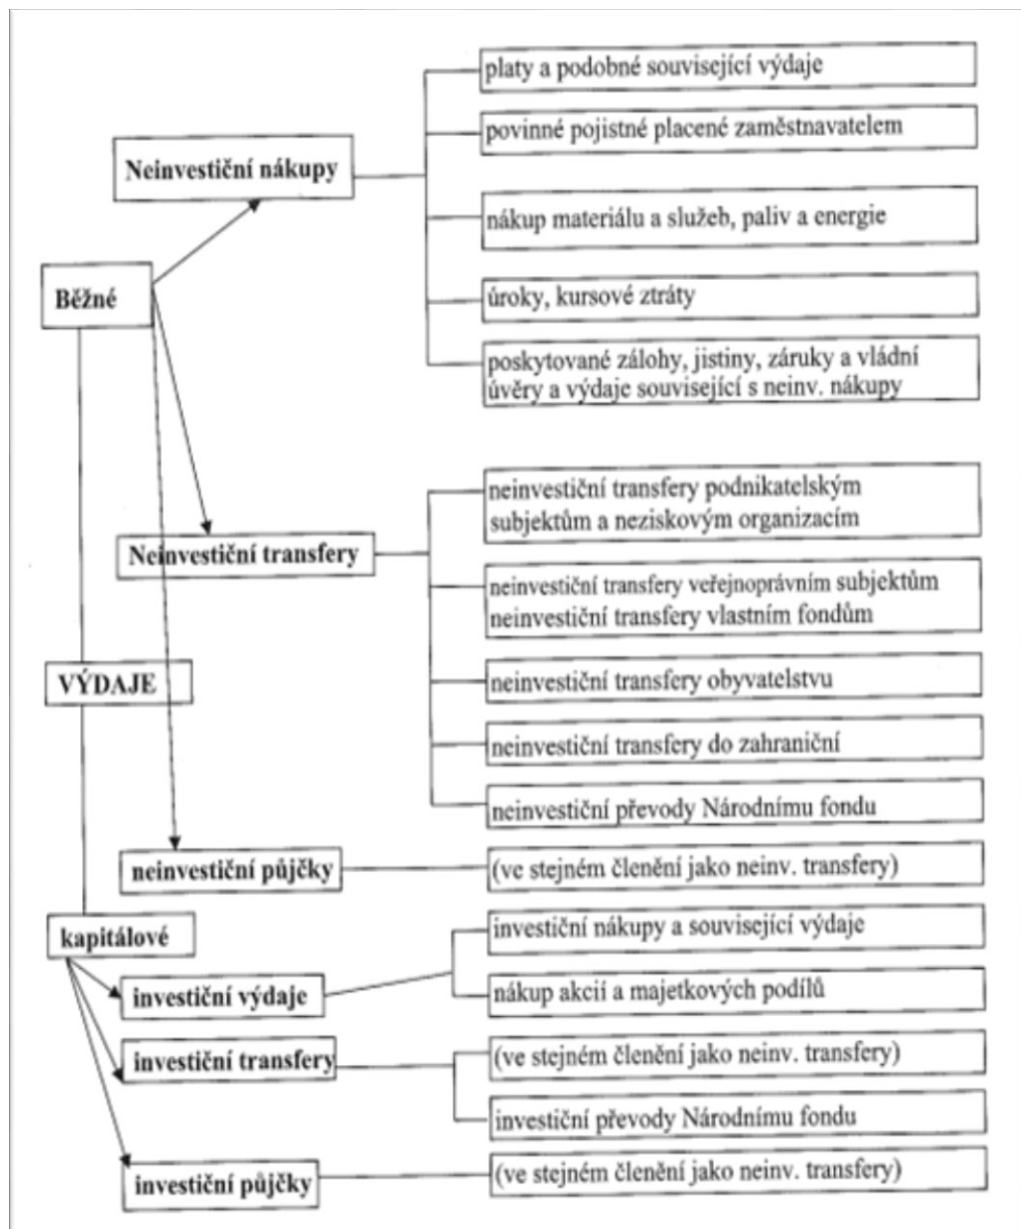 platy a podobné související výdaje
povinné pojistné placené zaměstnavatelem
Neinvestiční nákupy
nákup materiálu a služeb, paliv a energie
Běžné
úroky, kursové ztráty
poskytované zálohy, jistiny, záruky a vládní
úvěry a výdaje související s neinv. nákupy
neinvestiční transfery podnikatelským
subjektům a neziskovým organizacím
Neinvestiční transfery
neinvestiční transfery veřejnoprávním subjektům
neinvestiční transfery vlastním fondům
VÝDAJE
neinvestiční transfery obyvatelstvu
neinvestiční transfery do zahraniční
neinvestiční převody Národnímu fondu
neinvestiční půjčky
(ve stejném členění jako neinv. transfery)
kapitálové
investiční nákupy a související výdaje
investiční výdaje
nákup akcií a majetkových podílů
investiční transfery
(ve stejném členění jako neinv. transfery)
investiční převody Národnímu fondu
investiční půjčky
(ve stejném členění jako neinv. transfery)